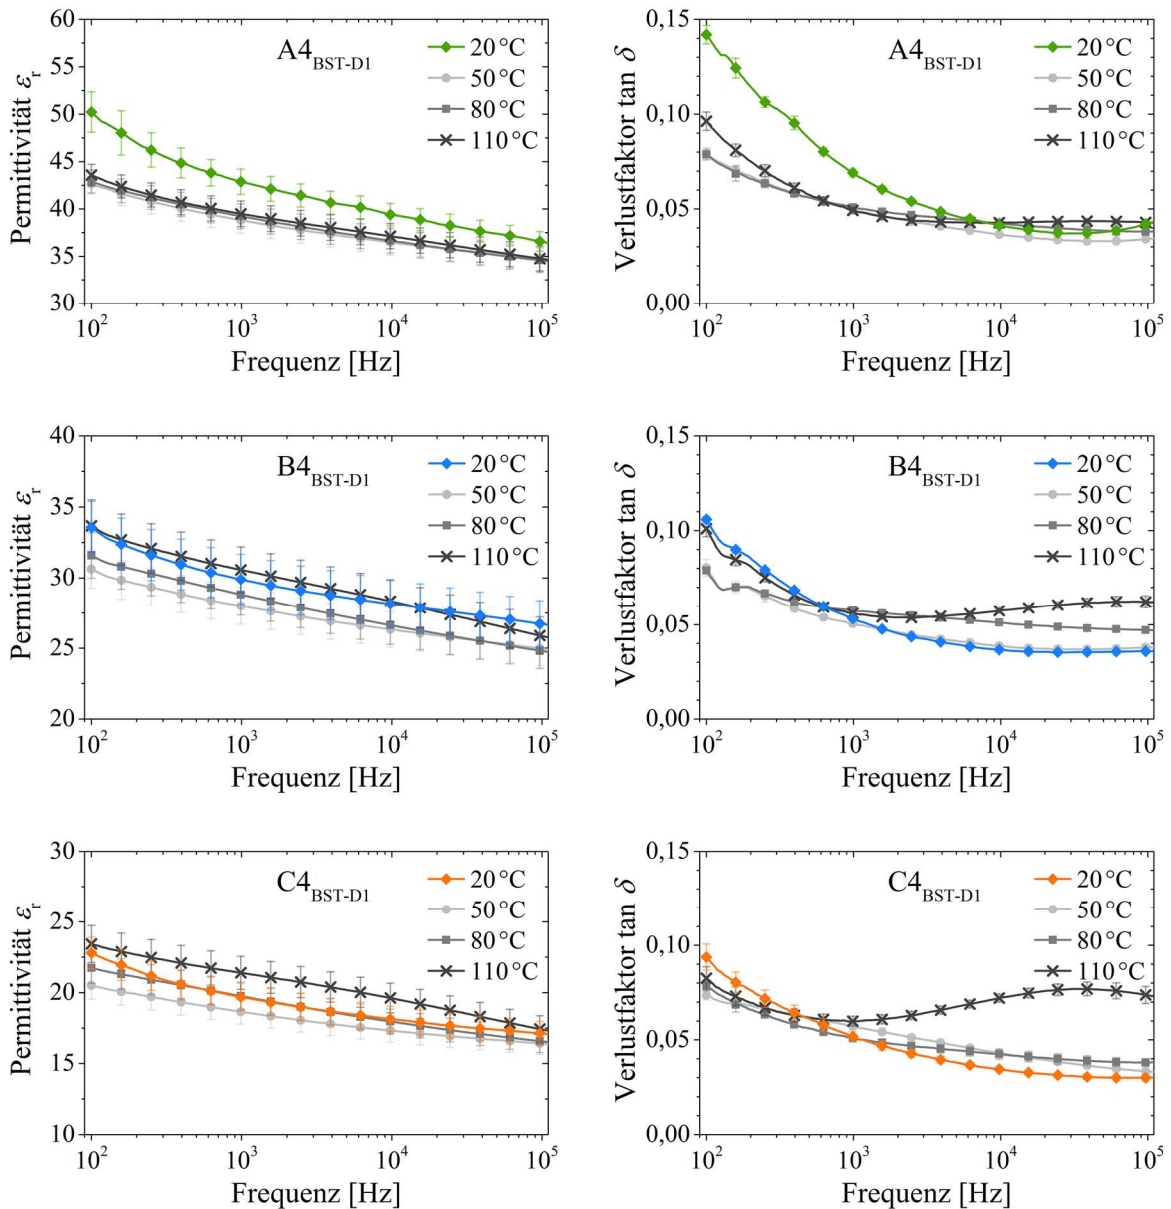 A4BST-D1
20 °C
50 °C
80 °C
110 °C
Permittivität εr
60
55
50
45
40
35
30
10² 10³ 10⁴ 10⁵
Frequenz [Hz]
A4BST-D1
20 °C
50 °C
80 °C
110 °C
Verlustfaktor tan δ
0,15
0,10
0,05
0,00
10² 10³ 10⁴ 10⁵
Frequenz [Hz]
B4BST-D1
20 °C
50 °C
80 °C
110 °C
Permittivität εr
40
35
30
25
20
10² 10³ 10⁴ 10⁵
Frequenz [Hz]
B4BST-D1
20 °C
50 °C
80 °C
110 °C
Verlustfaktor tan δ
0,15
0,10
0,05
0,00
10² 10³ 10⁴ 10⁵
Frequenz [Hz]
C4BST-D1
20 °C
50 °C
80 °C
110 °C
Permittivität εr
30
25
20
15
10
10² 10³ 10⁴ 10⁵
Frequenz [Hz]
C4BST-D1
20 °C
50 °C
80 °C
110 °C
Verlustfaktor tan δ
0,15
0,10
0,05
0,00
10² 10³ 10⁴ 10⁵
Frequenz [Hz]